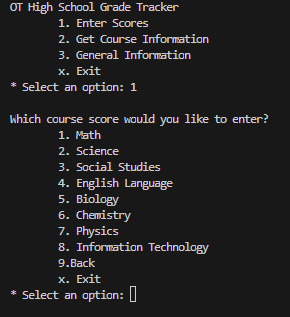 OT High School Grade Tracker
1. Enter Scores
2. Get Course Information
3. General Information
x. Exit
* Select an option: 1
Which course score would you like to enter?
1. Math
2. Science
3. Social Studies
4. English Language
5. Biology
6. Chemistry
7. Physics
8. Information Technology
9.Back
x. Exit
* Select an option: